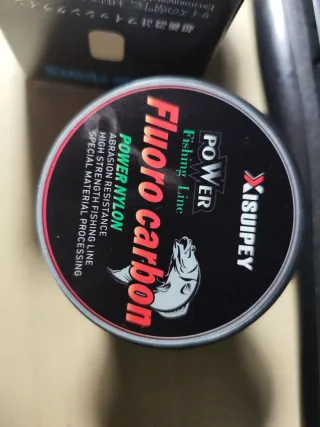 XISUIPEY
POWER
Fishing Line
Fluoro carbon
POWER NYLON
ABRASION RESISTANCE
HIGH STRENGTH FISHING LINE
SPECIAL MATERIAL PROCESSING